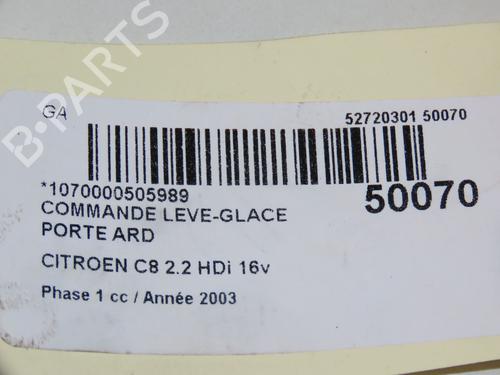 GA
52720301 50070
*1070000505989
50070
COMMANDE LEVE-GLACE
PORTE ARD
CITROEN C8 2.2 HDi 16v
Phase 1 cc / Année 2003
B-PARTS